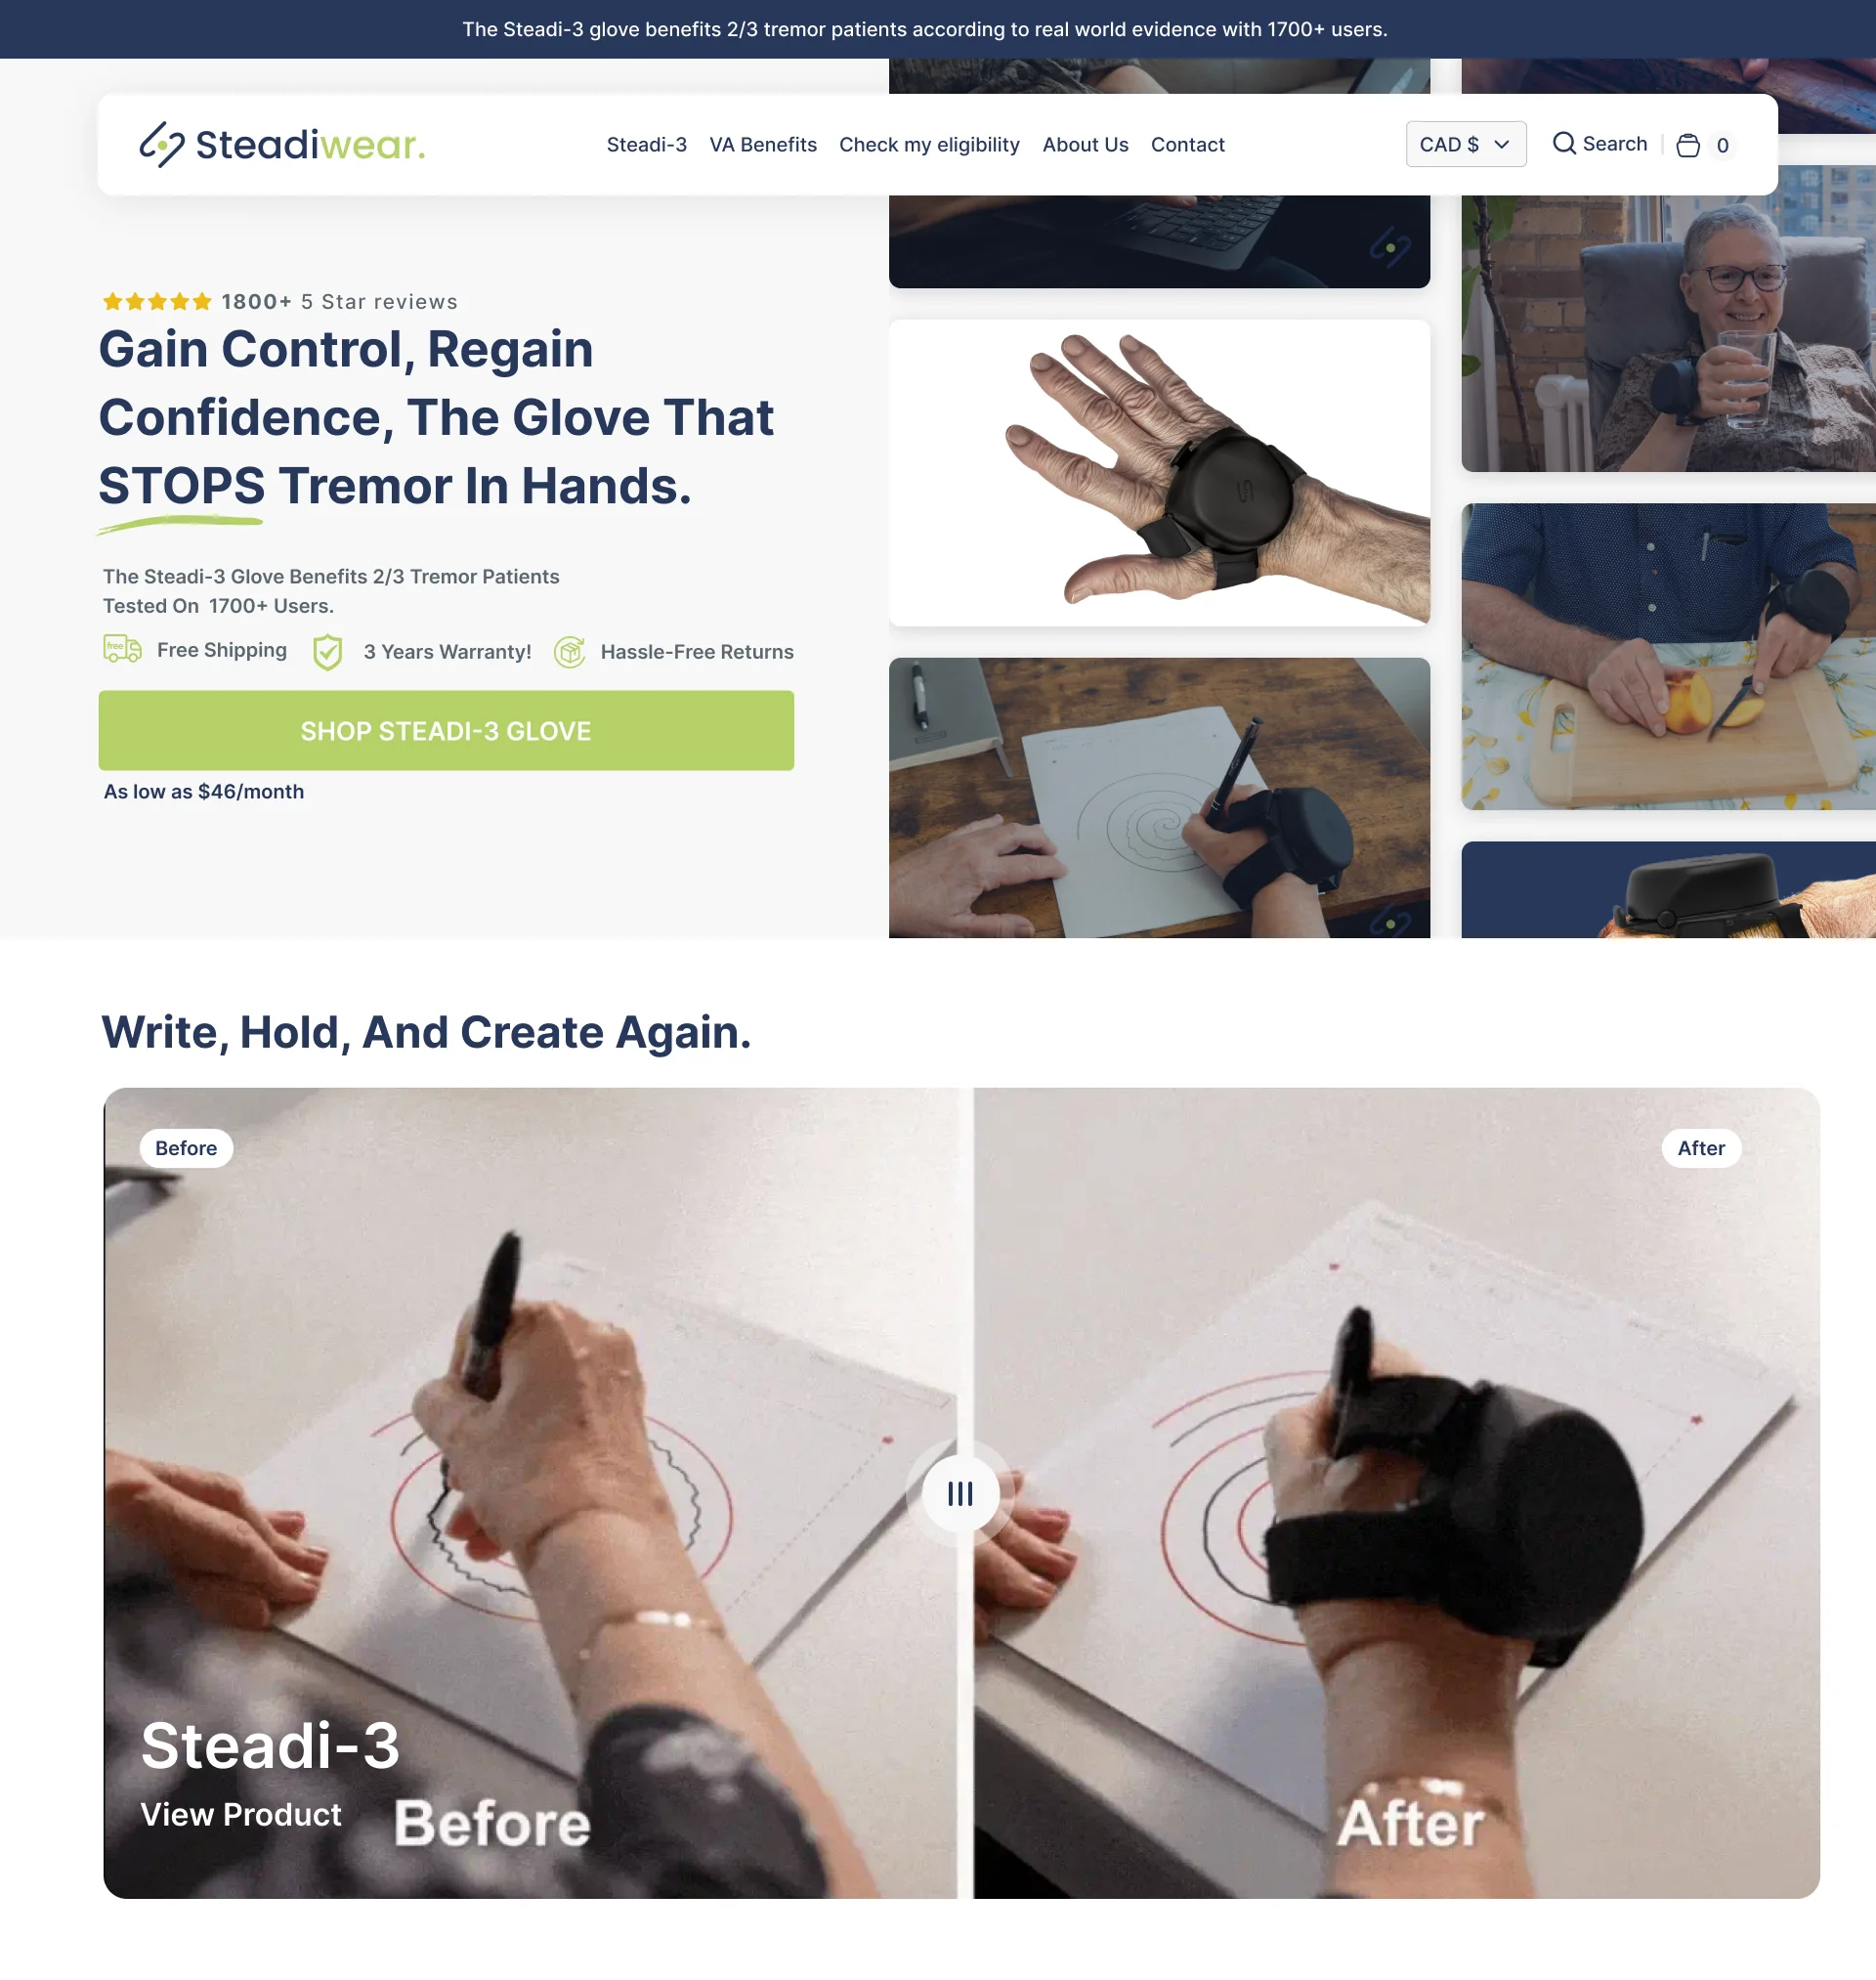 The Steadi-3 glove benefits 2/3 tremor patients according to real world evidence with 1700+ users.
Steadiwear.
Steadi-3
VA Benefits
Check my eligibility
About Us
Contact
CAD $
Search
0
1800+ 5 Star reviews
Gain Control, Regain
Confidence, The Glove That
STOPS Tremor In Hands.
The Steadi-3 Glove Benefits 2/3 Tremor Patients
Tested On 1700+ Users.
free
Free Shipping
3 Years Warranty!
Hassle-Free Returns
SHOP STEADI-3 GLOVE
As low as $46/month
Write, Hold, And Create Again.
Before
After
Steadi-3
View Product
Before
After